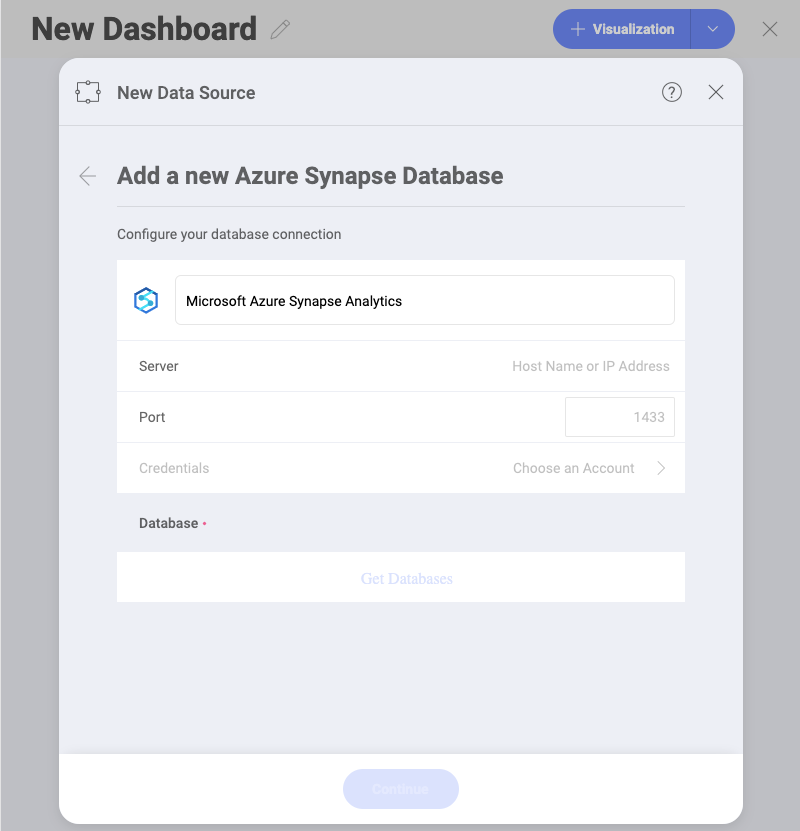 New Dashboard
Visualization
New Data Source
?
Add a new Azure Synapse Database
Configure your database connection
Microsoft Azure Synapse Analytics
Server Host Name or IP Address
Port 1433
Credentials Choose an Account
Database •
Get Databases
Continue